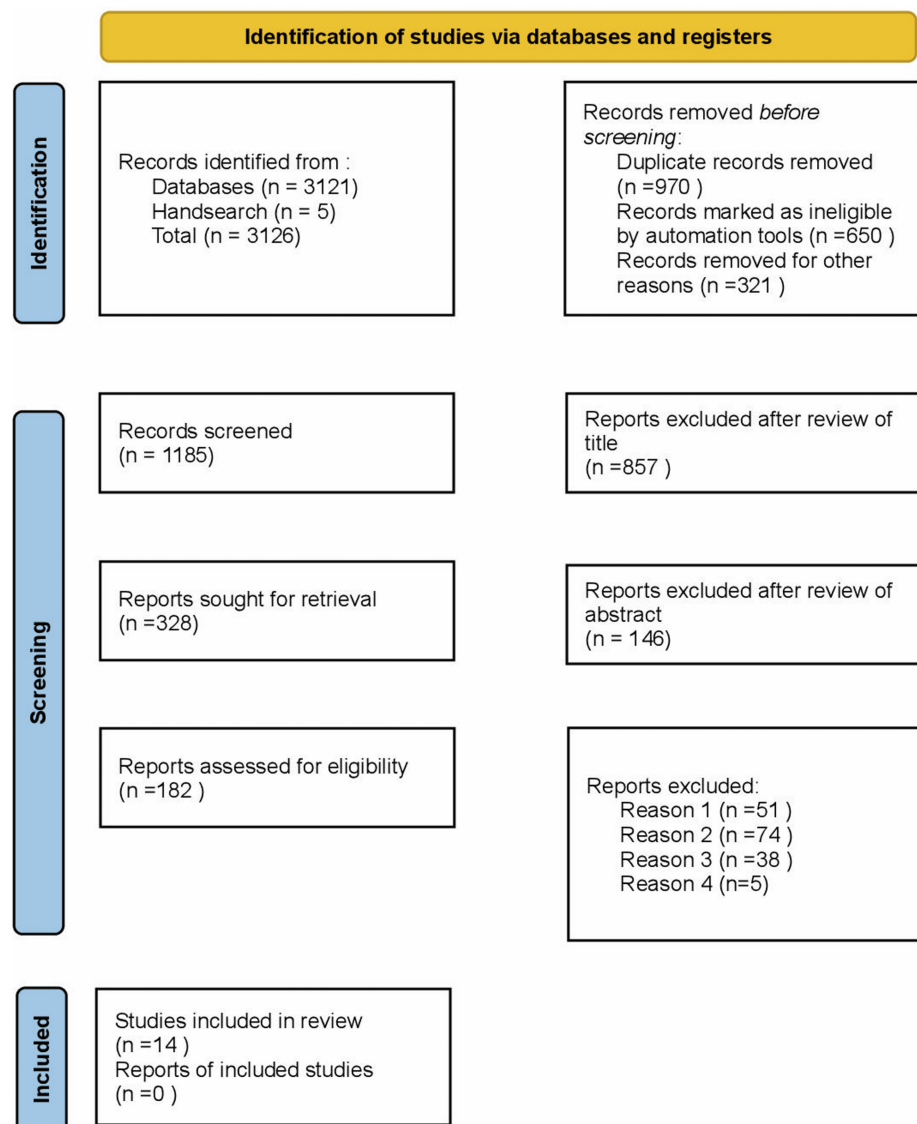 Identification of studies via databases and registers
Identification
Records identified from :
Databases (n = 3121)
Handsearch (n = 5)
Total (n = 3126)
Records removed before
screening:
Duplicate records removed
(n =970 )
Records marked as ineligible
by automation tools (n =650 )
Records removed for other
reasons (n =321 )
Screening
Records screened
(n = 1185)
Reports excluded after review of
title
(n =857 )
Reports sought for retrieval
(n =328)
Reports excluded after review of
abstract
(n = 146)
Reports assessed for eligibility
(n =182 )
Reports excluded:
Reason 1 (n =51 )
Reason 2 (n =74 )
Reason 3 (n =38 )
Reason 4 (n=5)
Included
Studies included in review
(n =14 )
Reports of included studies
(n =0 )